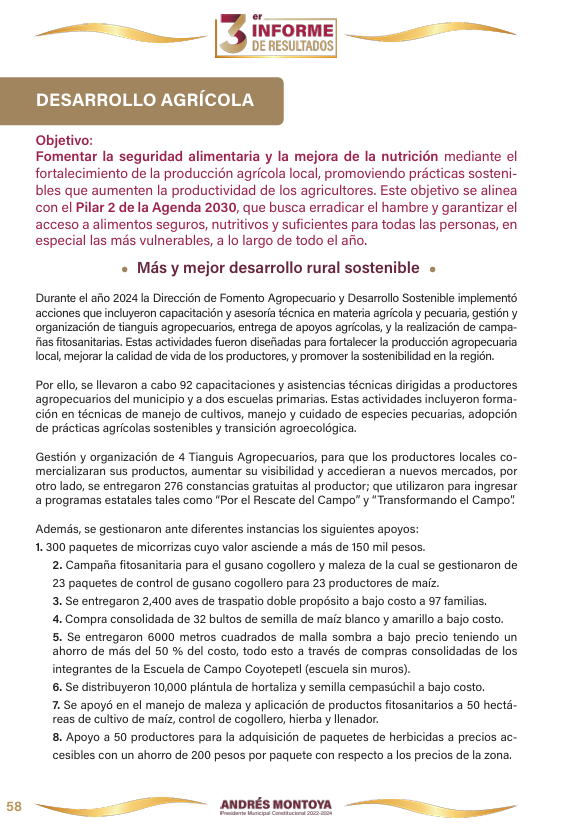 3er
INFORME
DE RESULTADOS
DESARROLLO AGRÍCOLA
Objetivo:
Fomentar la seguridad alimentaria y la mejora de la nutrición mediante el
fortalecimiento de la producción agrícola local, promoviendo prácticas sosteni-
bles que aumenten la productividad de los agricultores. Este objetivo se alinea
con el Pilar 2 de la Agenda 2030, que busca erradicar el hambre y garantizar el
acceso a alimentos seguros, nutritivos y suficientes para todas las personas, en
especial las más vulnerables, a lo largo de todo el año.
• Más y mejor desarrollo rural sostenible •
Durante el año 2024 la Dirección de Fomento Agropecuario y Desarrollo Sostenible implementó
acciones que incluyeron capacitación y asesoría técnica en materia agrícola y pecuaria, gestión y
organización de tianguis agropecuarios, entrega de apoyos agrícolas, y la realización de campa-
ñas fitosanitarias. Estas actividades fueron diseñadas para fortalecer la producción agropecuaria
local, mejorar la calidad de vida de los productores, y promover la sostenibilidad en la región.
Por ello, se llevaron a cabo 92 capacitaciones y asistencias técnicas dirigidas a productores
agropecuarios del municipio y a dos escuelas primarias. Estas actividades incluyeron forma-
ción en técnicas de manejo de cultivos, manejo y cuidado de especies pecuarias, adopción
de prácticas agrícolas sostenibles y transición agroecológica.
Gestión y organización de 4 Tianguis Agropecuarios, para que los productores locales co-
mercializaran sus productos, aumentar su visibilidad y accedieran a nuevos mercados, por
otro lado, se entregaron 276 constancias gratuitas al productor; que utilizaron para ingresar
a programas estatales tales como “Por el Rescate del Campo” y “Transformando el Campo”.
Además, se gestionaron ante diferentes instancias los siguientes apoyos:
1. 300 paquetes de micorrizas cuyo valor asciende a más de 150 mil pesos.
2. Campaña fitosanitaria para el gusano cogollero y maleza de la cual se gestionaron de
23 paquetes de control de gusano cogollero para 23 productores de maíz.
3. Se entregaron 2,400 aves de traspatio doble propósito a bajo costo a 97 familias.
4. Compra consolidada de 32 bultos de semilla de maíz blanco y amarillo a bajo costo.
5. Se entregaron 6000 metros cuadrados de malla sombra a bajo precio teniendo un
ahorro de más del 50 % del costo, todo esto a través de compras consolidadas de los
integrantes de la Escuela de Campo Coyotepetl (escuela sin muros).
6. Se distribuyeron 10,000 plántula de hortaliza y semilla cempasúchil a bajo costo.
7. Se apoyó en el manejo de maleza y aplicación de productos fitosanitarios a 50 hectá-
reas de cultivo de maíz, control de cogollero, hierba y llenador.
8. Apoyo a 50 productores para la adquisición de paquetes de herbicidas a precios ac-
cesibles con un ahorro de 200 pesos por paquete con respecto a los precios de la zona.
58
ANDRÉS MONTOYA
Presidente Municipal Constitucional 2022-2024